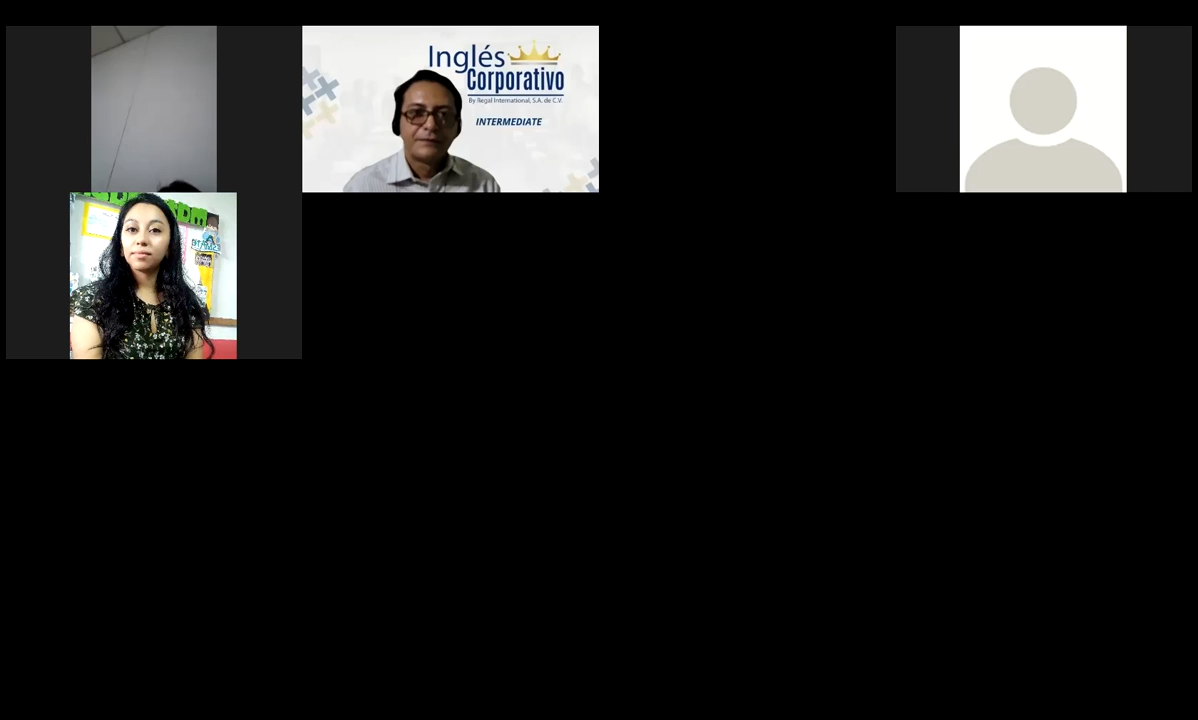 Inglés
Corporativo
By Ilegal International, S.A. de C.V.
INTERMEDIATE